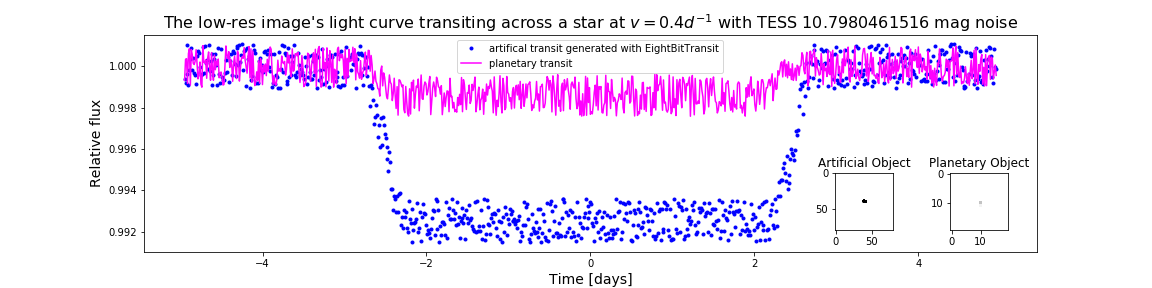 The low-res image's light curve transiting across a star at v = 0.4d⁻¹ with TESS 10.7980461516 mag noise
artifical transit generated with EightBitTransit
planetary transit
Relative flux
1.000
0.998
0.996
0.994
0.992
Artificial Object
Planetary Object
0
50
0
50
0
10
0
10
−4
−2
0
2
4
Time [days]